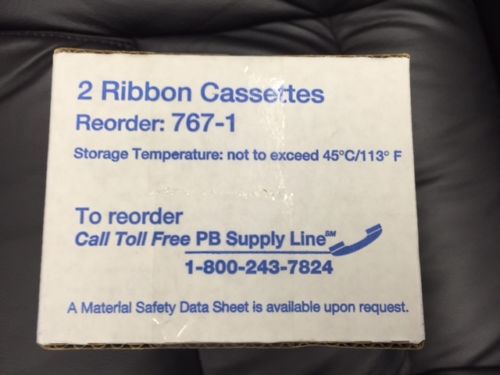 2 Ribbon Cassettes
Reorder: 767-1
Storage Temperature: not to exceed 45°C/113° F
To reorder
Call Toll Free PB Supply Line℠
1-800-243-7824
A Material Safety Data Sheet is available upon request.